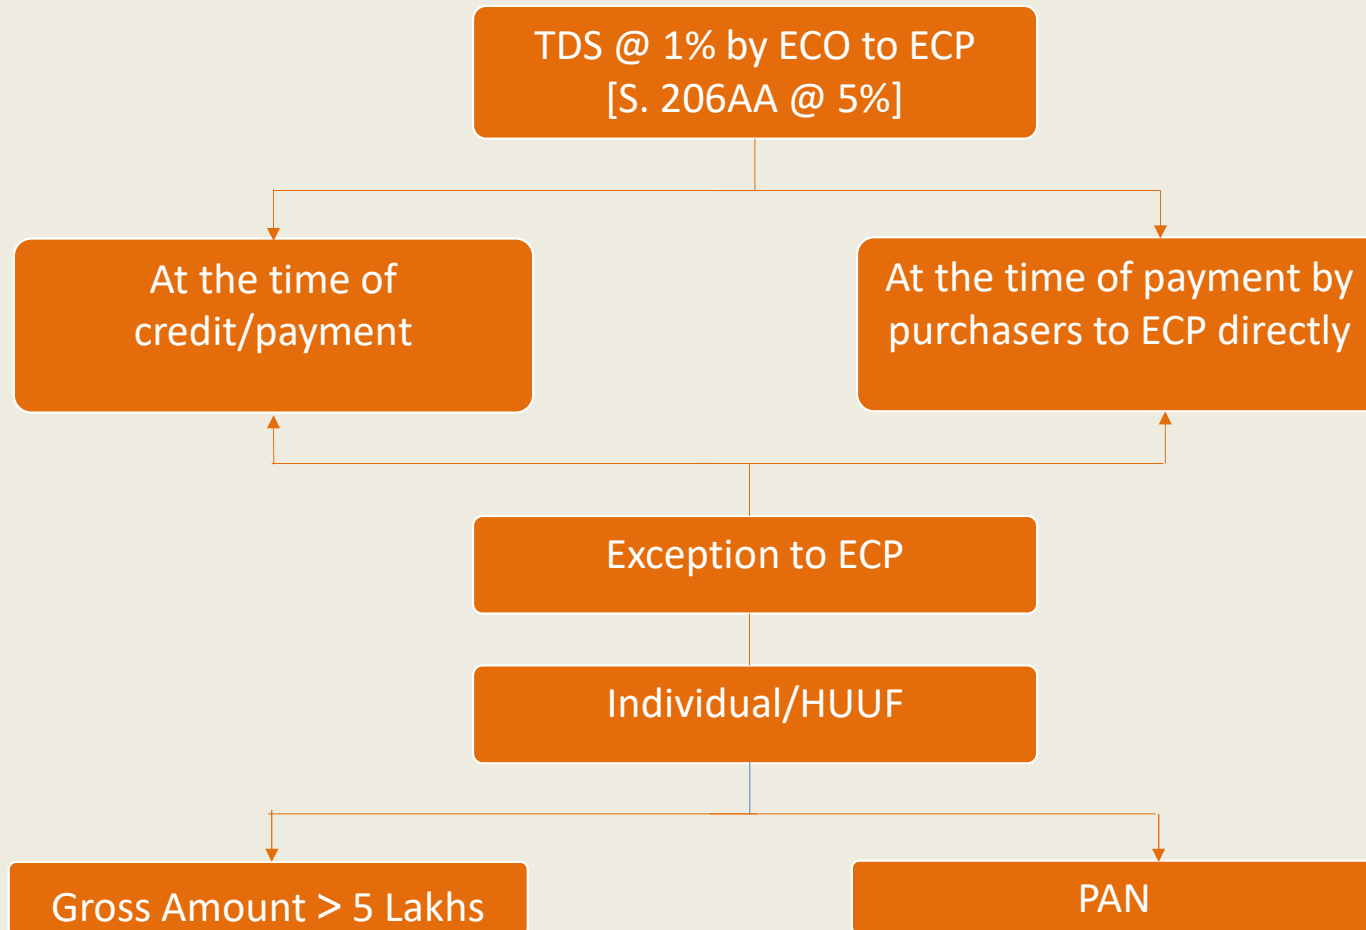 TDS @ 1% by ECO to ECP
[S. 206AA @ 5%]
At the time of
credit/payment
At the time of payment by
purchasers to ECP directly
Exception to ECP
Individual/HUUF
Gross Amount > 5 Lakhs
PAN